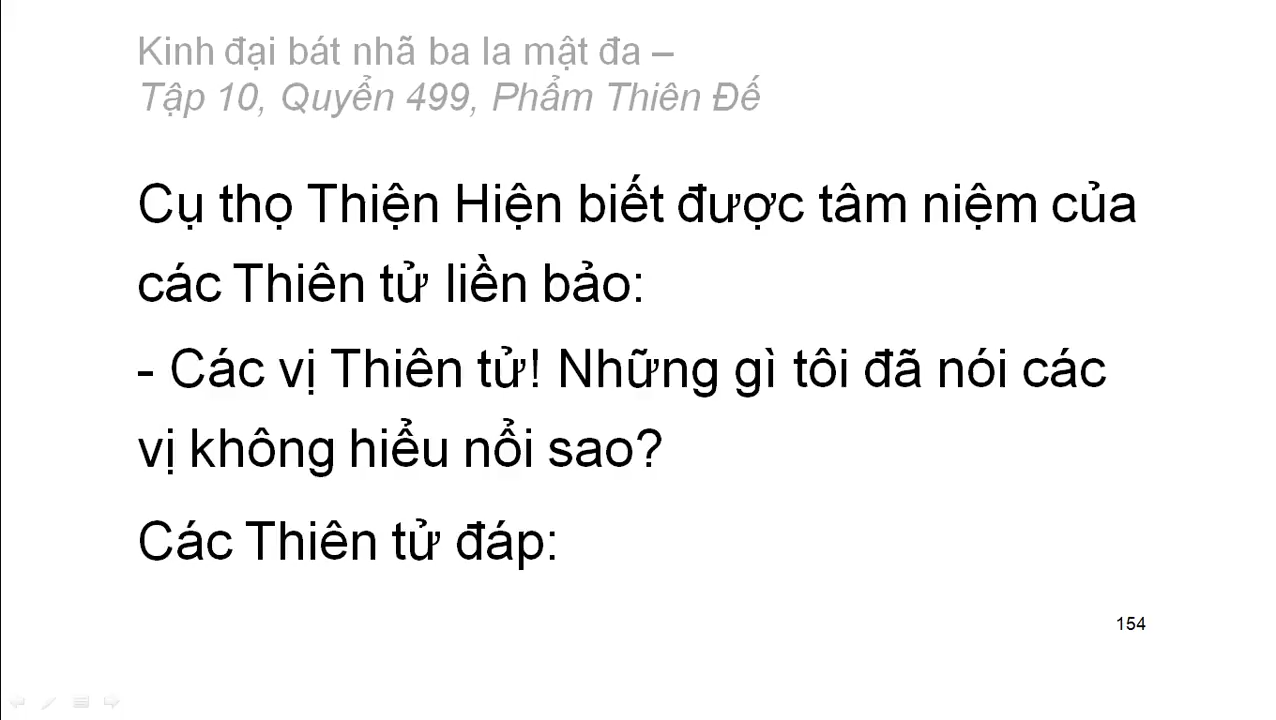 Kinh đại bát nhã ba la mật đa –
Tập 10, Quyển 499, Phẩm Thiên Đế
Cụ thọ Thiện Hiện biết được tâm niệm của
các Thiên tử liền bảo:
- Các vị Thiên tử! Những gì tôi đã nói các
vị không hiểu nổi sao?
Các Thiên tử đáp:
154